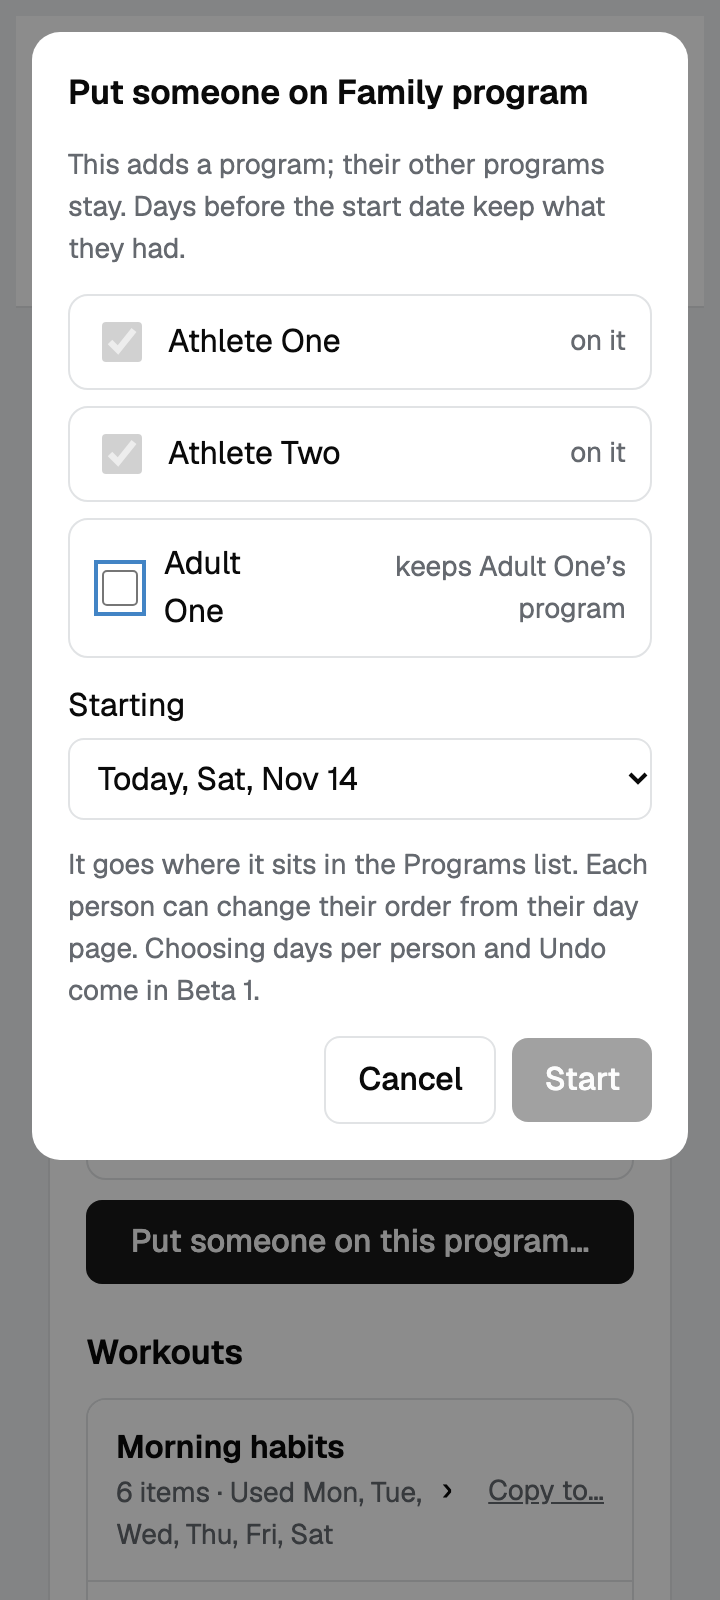 Put someone on Family program
This adds a program; their other programs
stay. Days before the start date keep what
they had.
Athlete One on it
Athlete Two on it
Adult
One
keeps Adult One’s
program
Starting
Today, Sat, Nov 14
It goes where it sits in the Programs list. Each
person can change their order from their day
page. Choosing days per person and Undo
come in Beta 1.
Cancel Start
Put someone on this program…
Workouts
Morning habits
6 items · Used Mon, Tue,
Wed, Thu, Fri, Sat
› Copy to…